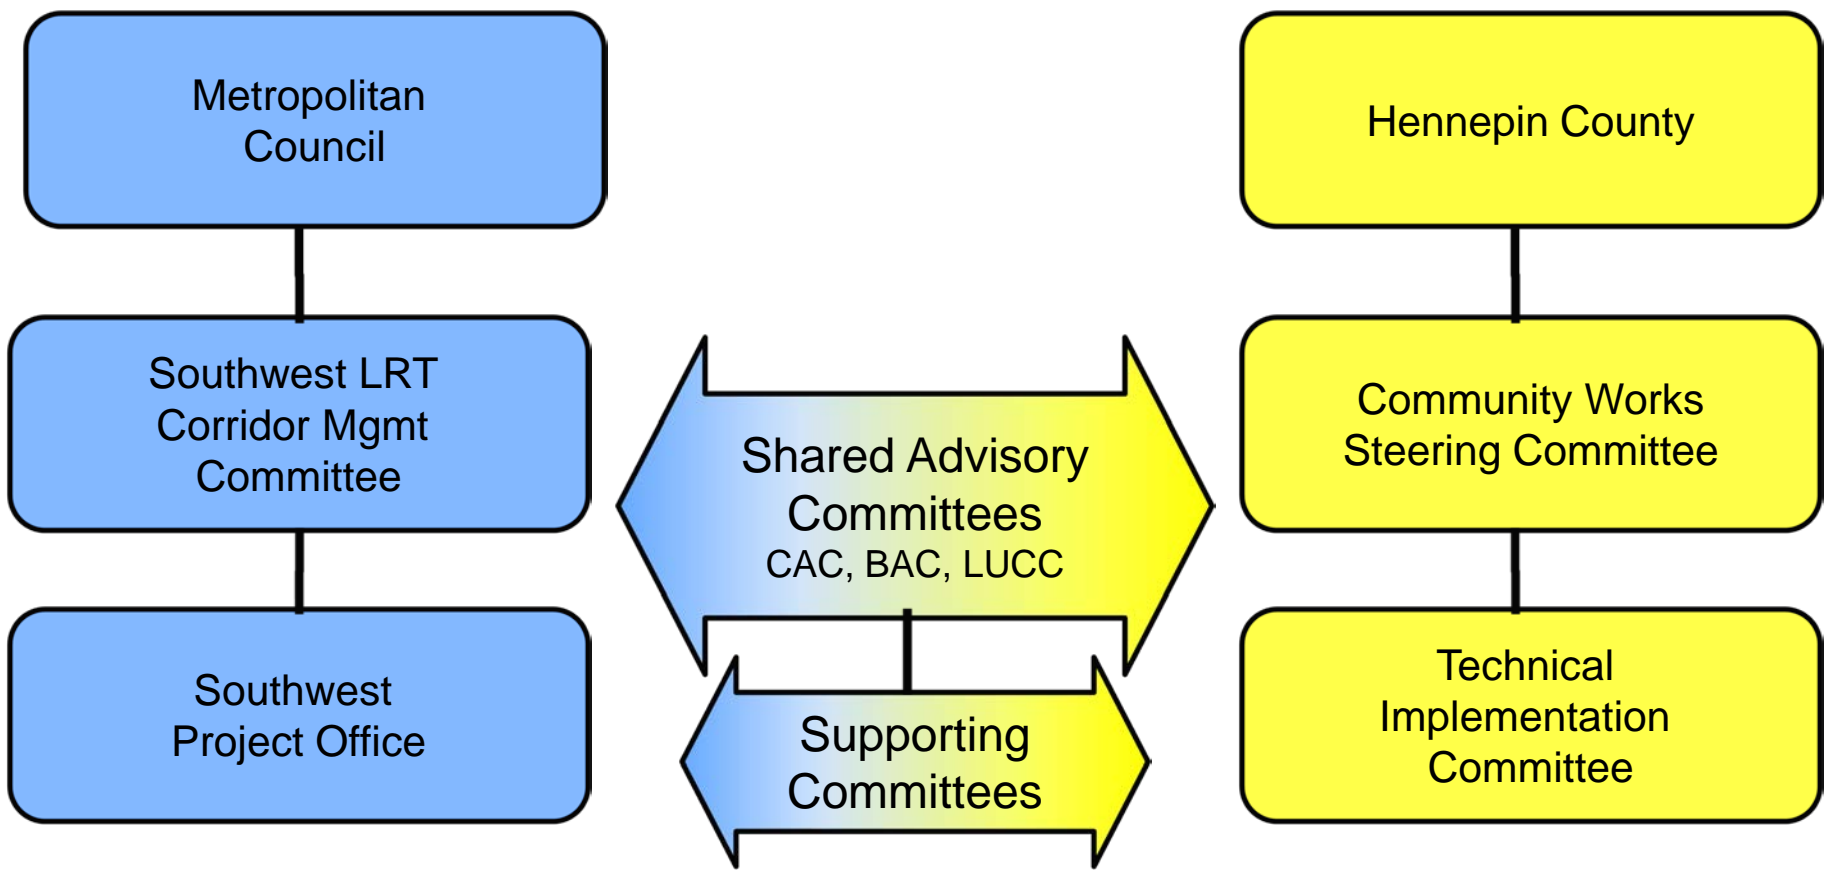 Metropolitan
Council
Hennepin County
Southwest LRT
Corridor Mgmt
Committee
Shared Advisory
Committees
CAC, BAC, LUCC
Community Works
Steering Committee
Southwest
Project Office
Supporting
Committees
Technical
Implementation
Committee